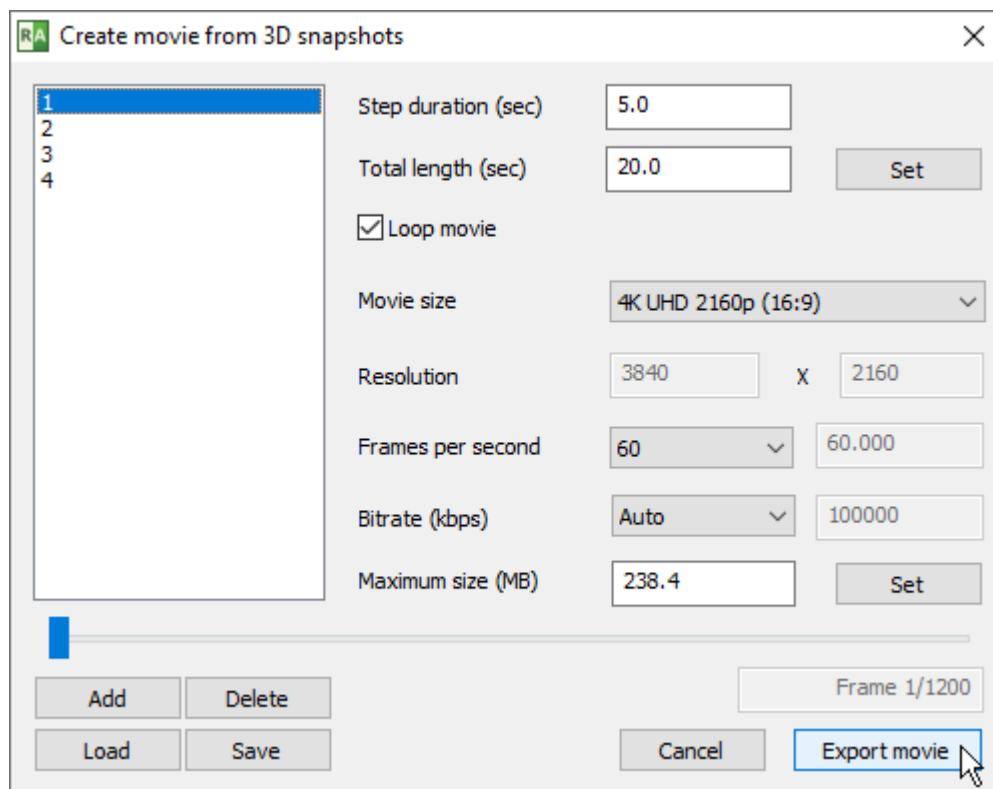 RA Create movie from 3D snapshots
1
2
3
4
Step duration (sec) 5.0
Total length (sec) 20.0 Set
Loop movie
Movie size 4K UHD 2160p (16:9)
Resolution 3840 X 2160
Frames per second 60 60.000
Bitrate (kbps) Auto 100000
Maximum size (MB) 238.4 Set
Frame 1/1200
Add Delete
Load Save Cancel Export movie